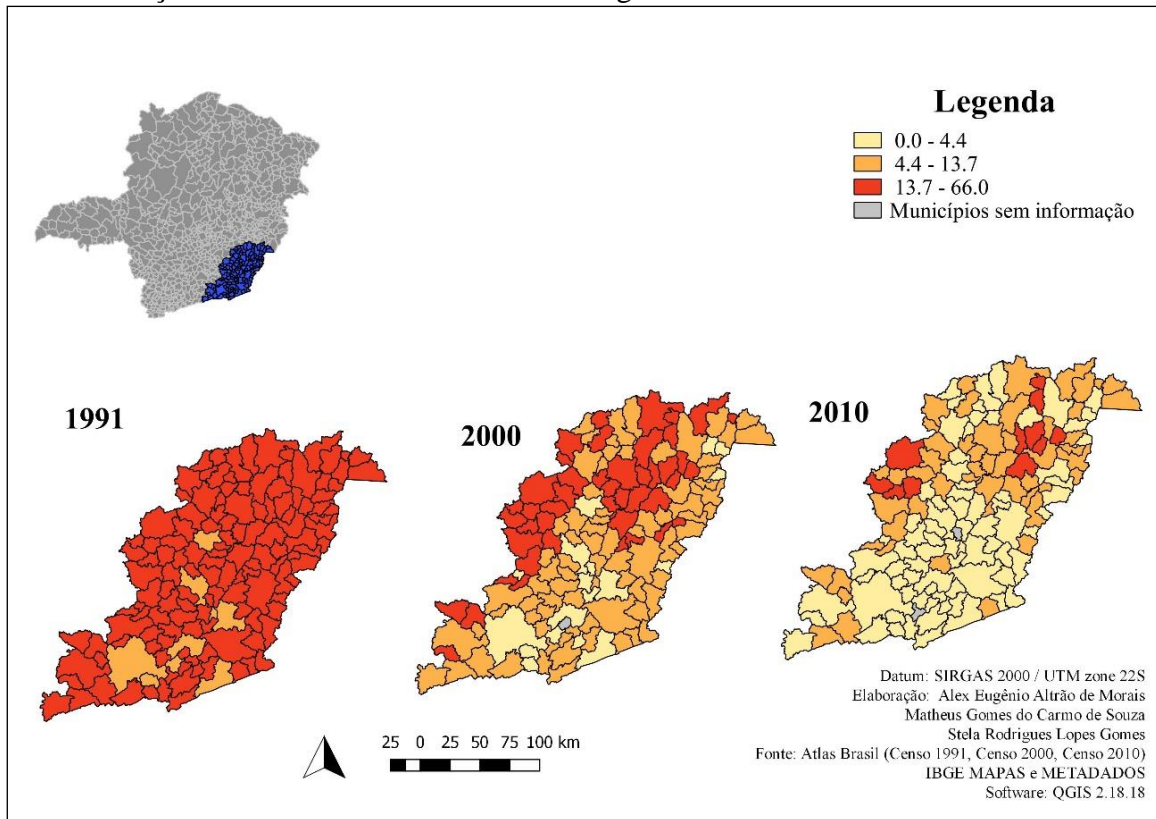 Legenda
0.0 - 4.4
4.4 - 13.7
13.7 - 66.0
Municípios sem informação
1991
2000
2010
25 0 25 50 75 100 km
Datum: SIRGAS 2000 / UTM zone 22S
Elaboração: Alex Eugênio Altrão de Morais
Matheus Gomes do Carmo de Souza
Stela Rodrigues Lopes Gomes
Fonte: Atlas Brasil (Censo 1991, Censo 2000, Censo 2010)
IBGE MAPAS e METADADOS
Software: QGIS 2.18.18